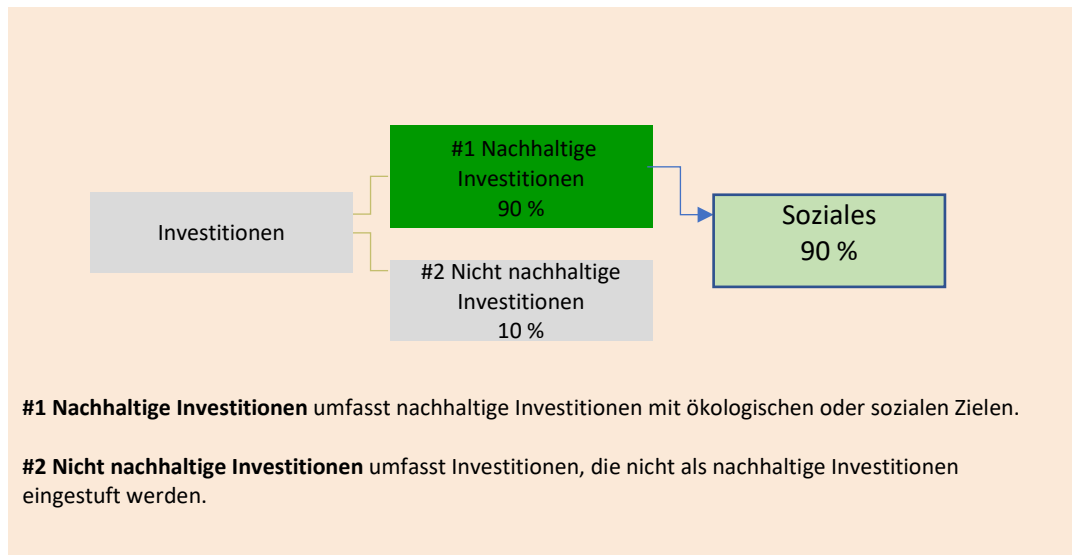 #1 Nachhaltige
Investitionen
90 %
Investitionen
Soziales
90 %
#2 Nicht nachhaltige
Investitionen
10 %
#1 Nachhaltige Investitionen umfasst nachhaltige Investitionen mit ökologischen oder sozialen Zielen.
#2 Nicht nachhaltige Investitionen umfasst Investitionen, die nicht als nachhaltige Investitionen
eingestuft werden.